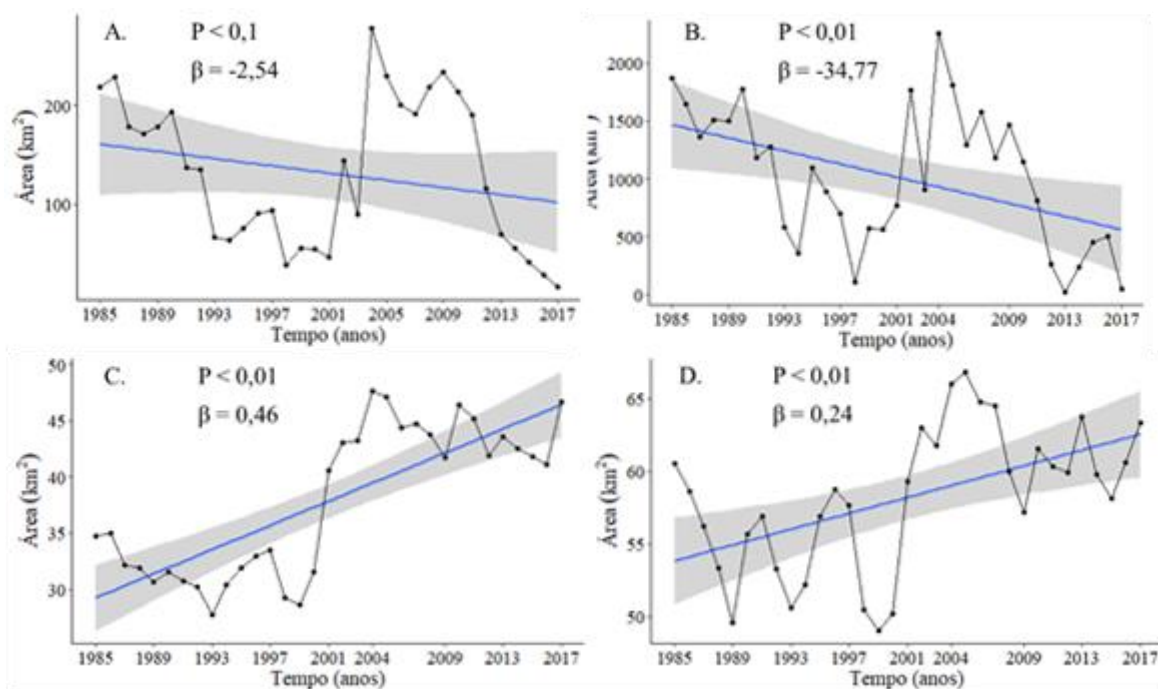 A. P < 0,1
β = -2,54
Área (km²)
200
100
1985 1989 1993 1997 2001 2005 2009 2013 2017
Tempo (anos)
B. P < 0,01
β = -34,77
Área (km²)
2000
1500
1000
500
0
1985 1989 1993 1997 2001 2004 2009 2013 2017
Tempo (anos)
C. P < 0,01
β = 0,46
Área (km²)
50
45
40
35
30
1985 1989 1993 1997 2001 2004 2009 2013 2017
Tempo (anos)
D. P < 0,01
β = 0,24
Área (km²)
65
60
55
50
1985 1989 1993 1997 2001 2004 2009 2013 2017
Tempo (anos)